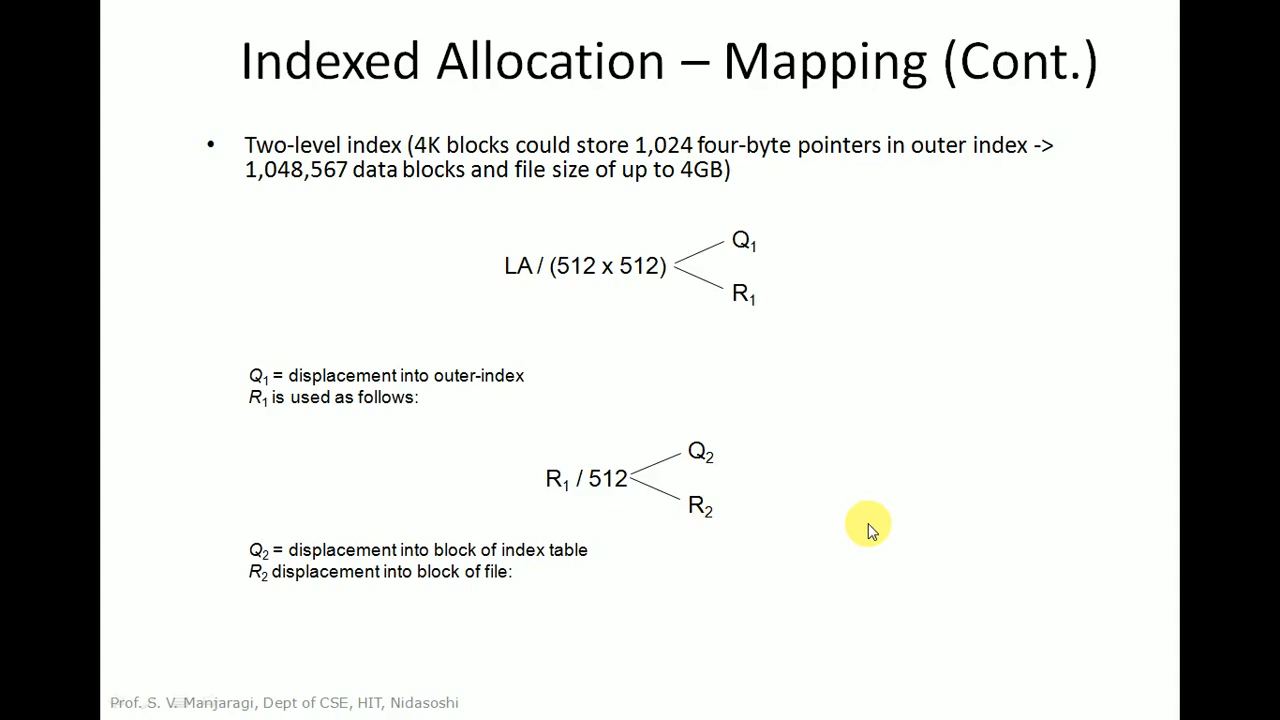 Indexed Allocation – Mapping (Cont.)
• Two-level index (4K blocks could store 1,024 four-byte pointers in outer index ->
1,048,567 data blocks and file size of up to 4GB)
Q1
LA / (512 x 512)
R1
Q1 = displacement into outer-index
R1 is used as follows:
Q2
R1 / 512
R2
Q2 = displacement into block of index table
R2 displacement into block of file:
Prof. S. V. Manjaragi, Dept of CSE, HIT, Nidasoshi